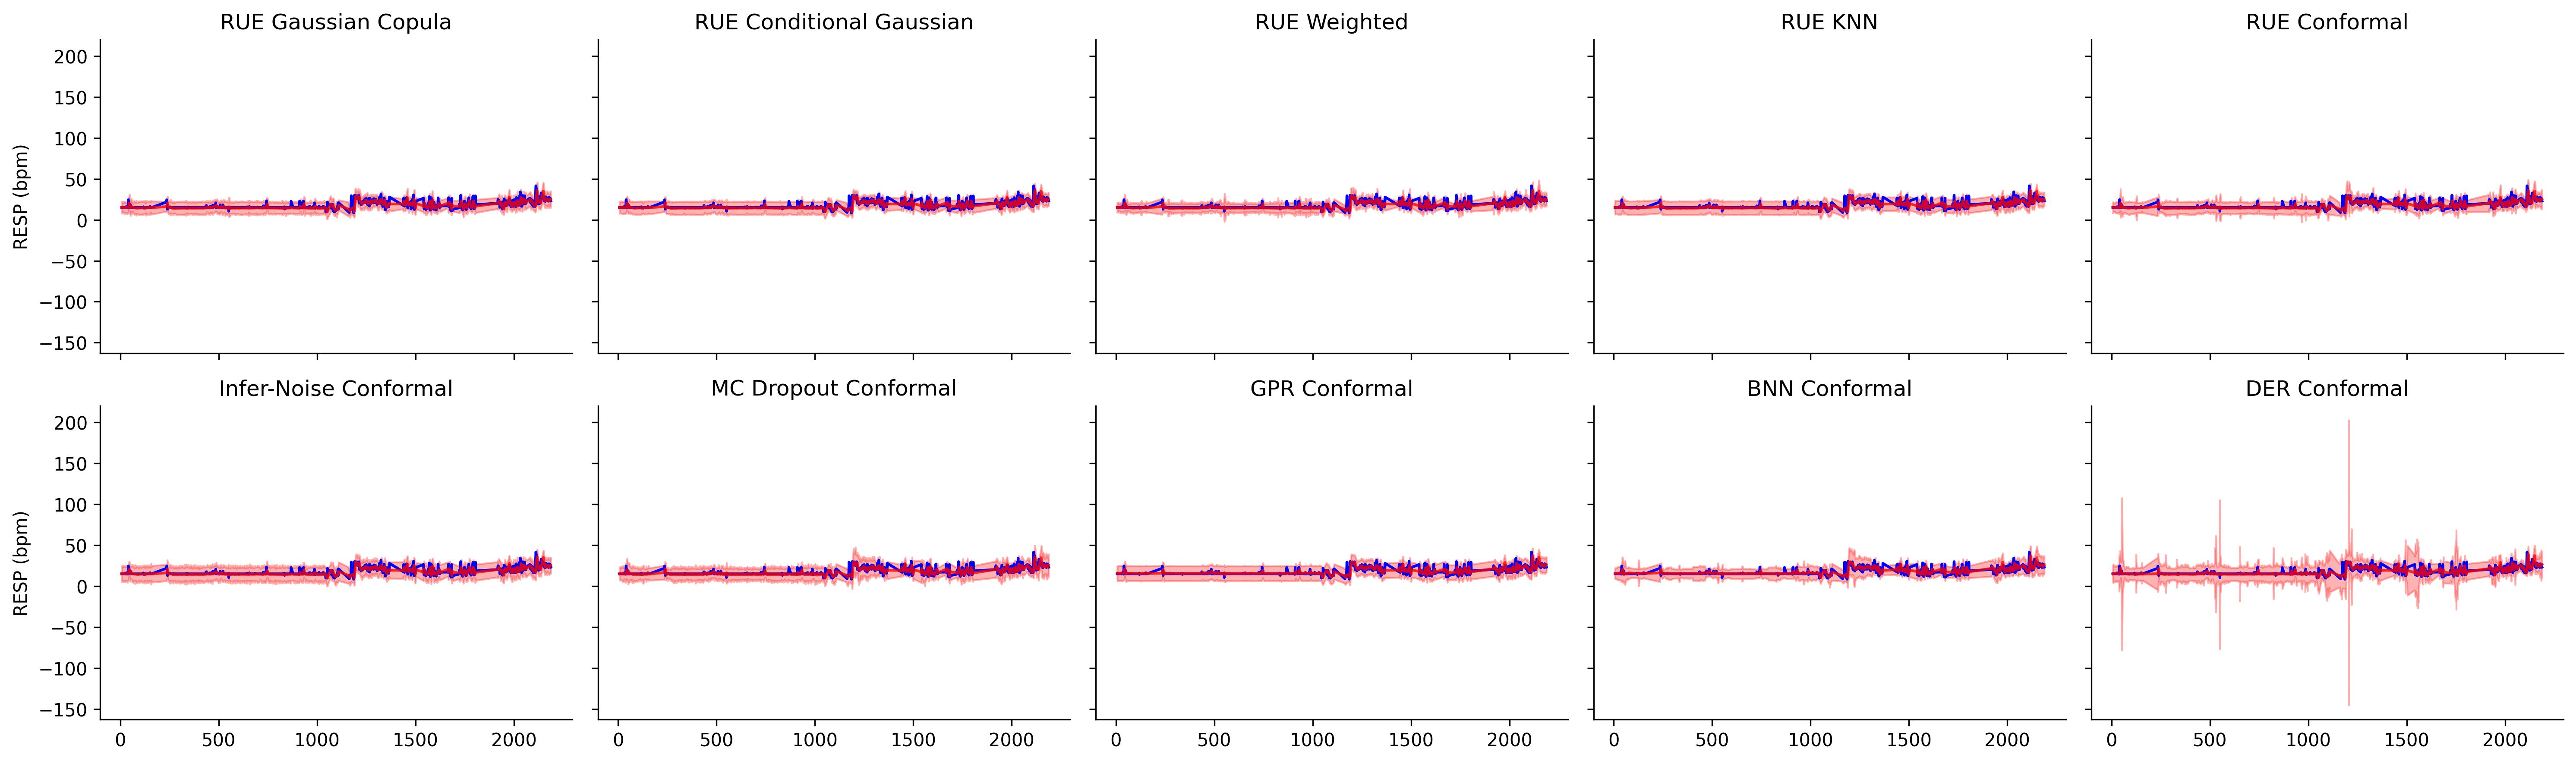 RUE Gaussian Copula
RUE Conditional Gaussian
RUE Weighted
RUE KNN
RUE Conformal
RESP (bpm)
200
150
100
50
0
−50
−100
−150
Infer-Noise Conformal
MC Dropout Conformal
GPR Conformal
BNN Conformal
DER Conformal
RESP (bpm)
200
150
100
50
0
−50
−100
−150
0 500 1000 1500 2000
0 500 1000 1500 2000
0 500 1000 1500 2000
0 500 1000 1500 2000
0 500 1000 1500 2000